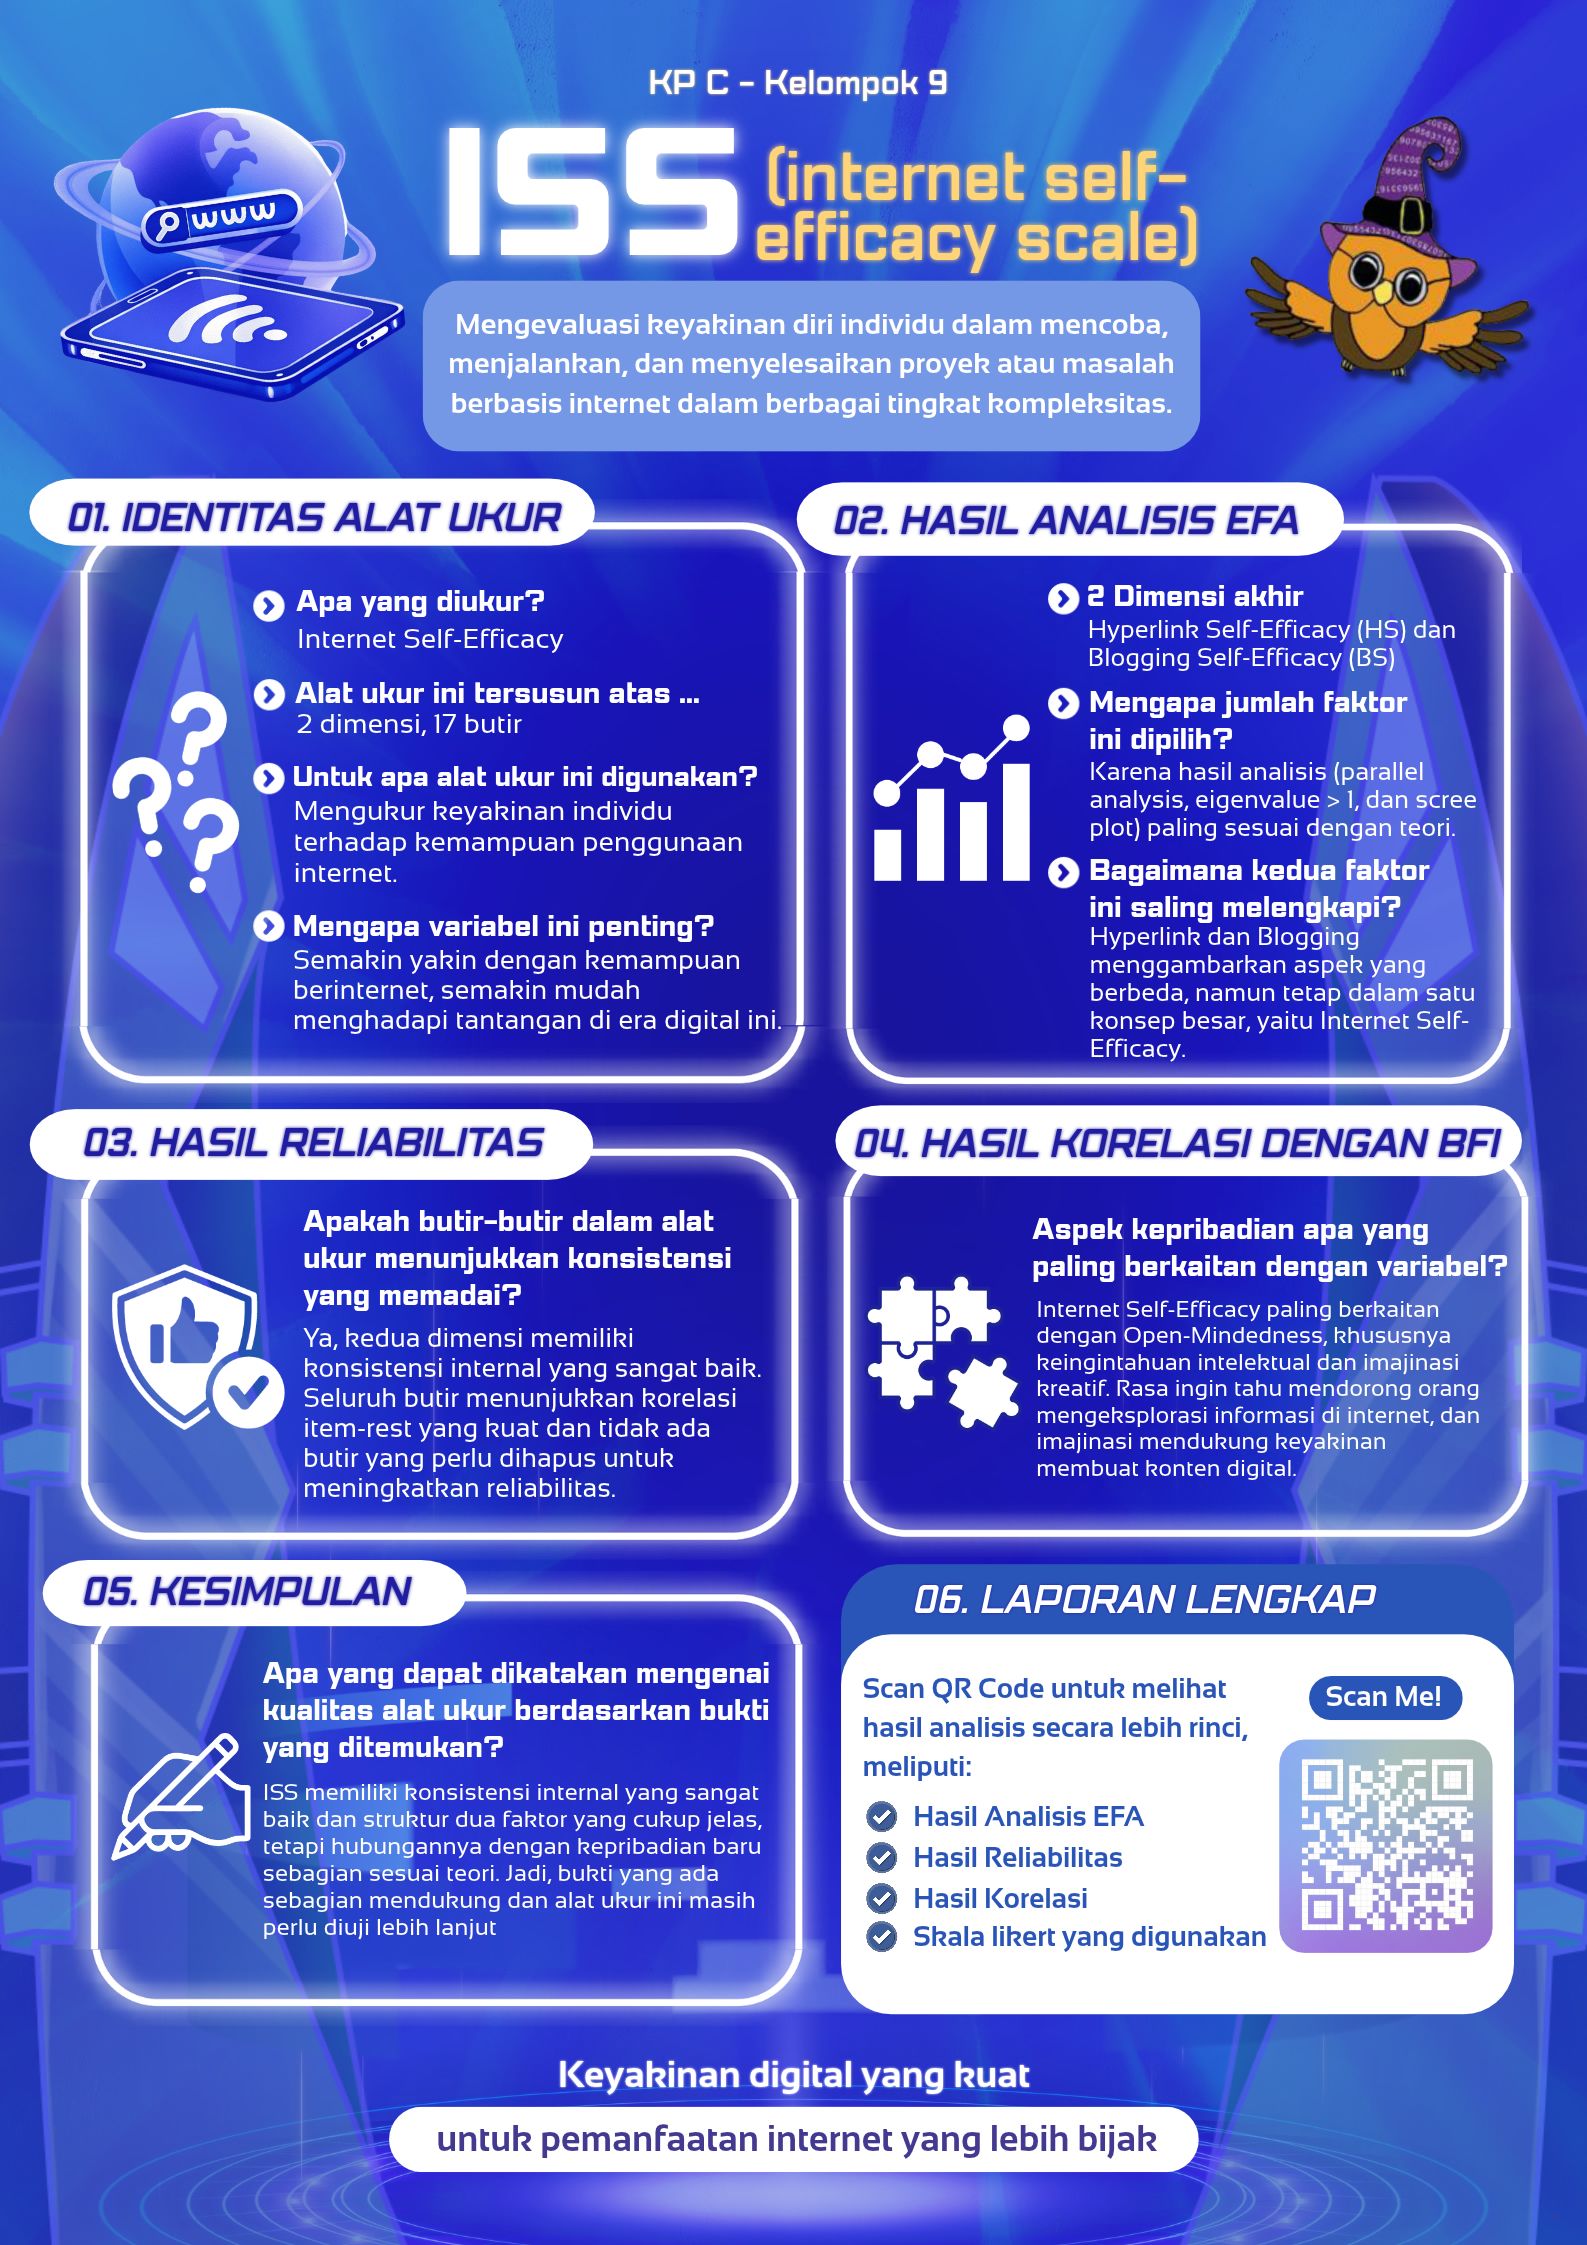 KP C - Kelompok 9
ISS (internet self-
efficacy scale)
www
Mengevaluasi keyakinan diri individu dalam mencoba,
menjalankan, dan menyelesaikan proyek atau masalah
berbasis internet dalam berbagai tingkat kompleksitas.
01. IDENTITAS ALAT UKUR
Apa yang diukur?
Internet Self-Efficacy
Alat ukur ini tersusun atas ...
2 dimensi, 17 butir
Untuk apa alat ukur ini digunakan?
Mengukur keyakinan individu
terhadap kemampuan penggunaan
internet.
Mengapa variabel ini penting?
Semakin yakin dengan kemampuan
berinternet, semakin mudah
menghadapi tantangan di era digital ini.
02. HASIL ANALISIS EFA
2 Dimensi akhir
Hyperlink Self-Efficacy (HS) dan
Blogging Self-Efficacy (BS)
Mengapa jumlah faktor
ini dipilih?
Karena hasil analisis (parallel
analysis, eigenvalue > 1, dan scree
plot) paling sesuai dengan teori.
Bagaimana kedua faktor
ini saling melengkapi?
Hyperlink dan Blogging
menggambarkan aspek yang
berbeda, namun tetap dalam satu
konsep besar, yaitu Internet Self-
Efficacy.
03. HASIL RELIABILITAS
Apakah butir-butir dalam alat
ukur menunjukkan konsistensi
yang memadai?
Ya, kedua dimensi memiliki
konsistensi internal yang sangat baik.
Seluruh butir menunjukkan korelasi
item-rest yang kuat dan tidak ada
butir yang perlu dihapus untuk
meningkatkan reliabilitas.
04. HASIL KORELASI DENGAN BFI
Aspek kepribadian apa yang
paling berkaitan dengan variabel?
Internet Self-Efficacy paling berkaitan
dengan Open-Mindedness, khususnya
keingintahuan intelektual dan imajinasi
kreatif. Rasa ingin tahu mendorong orang
mengeksplorasi informasi di internet, dan
imajinasi mendukung keyakinan
membuat konten digital.
05. KESIMPULAN
Apa yang dapat dikatakan mengenai
kualitas alat ukur berdasarkan bukti
yang ditemukan?
ISS memiliki konsistensi internal yang sangat
baik dan struktur dua faktor yang cukup jelas,
tetapi hubungannya dengan kepribadian baru
sebagian sesuai teori. Jadi, bukti yang ada
sebagian mendukung dan alat ukur ini masih
perlu diuji lebih lanjut
06. LAPORAN LENGKAP
Scan QR Code untuk melihat
hasil analisis secara lebih rinci,
meliputi:
Hasil Analisis EFA
Hasil Reliabilitas
Hasil Korelasi
Skala likert yang digunakan
Scan Me!
Keyakinan digital yang kuat
untuk pemanfaatan internet yang lebih bijak